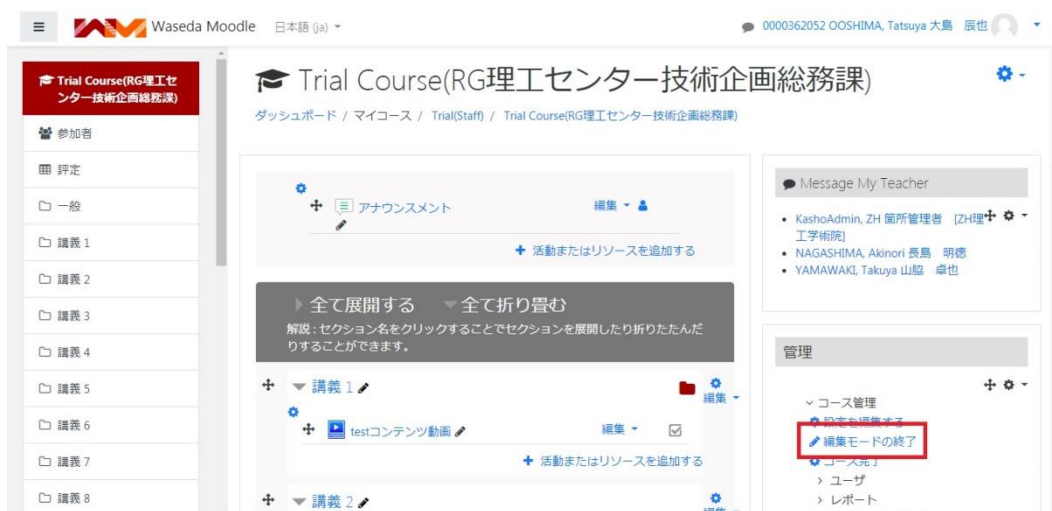 Waseda Moodle 日本語 (ja)
0000362052 OOSHIMA, Tatsuya 大島 辰也
Trial Course(RG理工セ
ンター技術企画総務課)
参加者
評定
一般
講義 1
講義 2
講義 3
講義 4
講義 5
講義 6
講義 7
講義 8
Trial Course(RG理工センター技術企画総務課)
ダッシュボード / マイコース / Trial(Staff) / Trial Course(RG理工センター技術企画総務課)
アナウンスメント 編集
活動またはリソースを追加する
全て展開する 全て折り畳む
解説 : セクション名をクリックすることでセクションを展開したり折りたたんだ
りすることができます。
講義 1
編集
testコンテンツ動画 編集
活動またはリソースを追加する
講義 2
編集
Message My Teacher
KashoAdmin, ZH 箇所管理者 [ZH理
工学術院]
NAGASHIMA, Akinori 長島 明徳
YAMAWAKI, Takuya 山脇 卓也
管理
コース管理
設定を編集する
編集モードの終了
コース完了
ユーザ
レポート